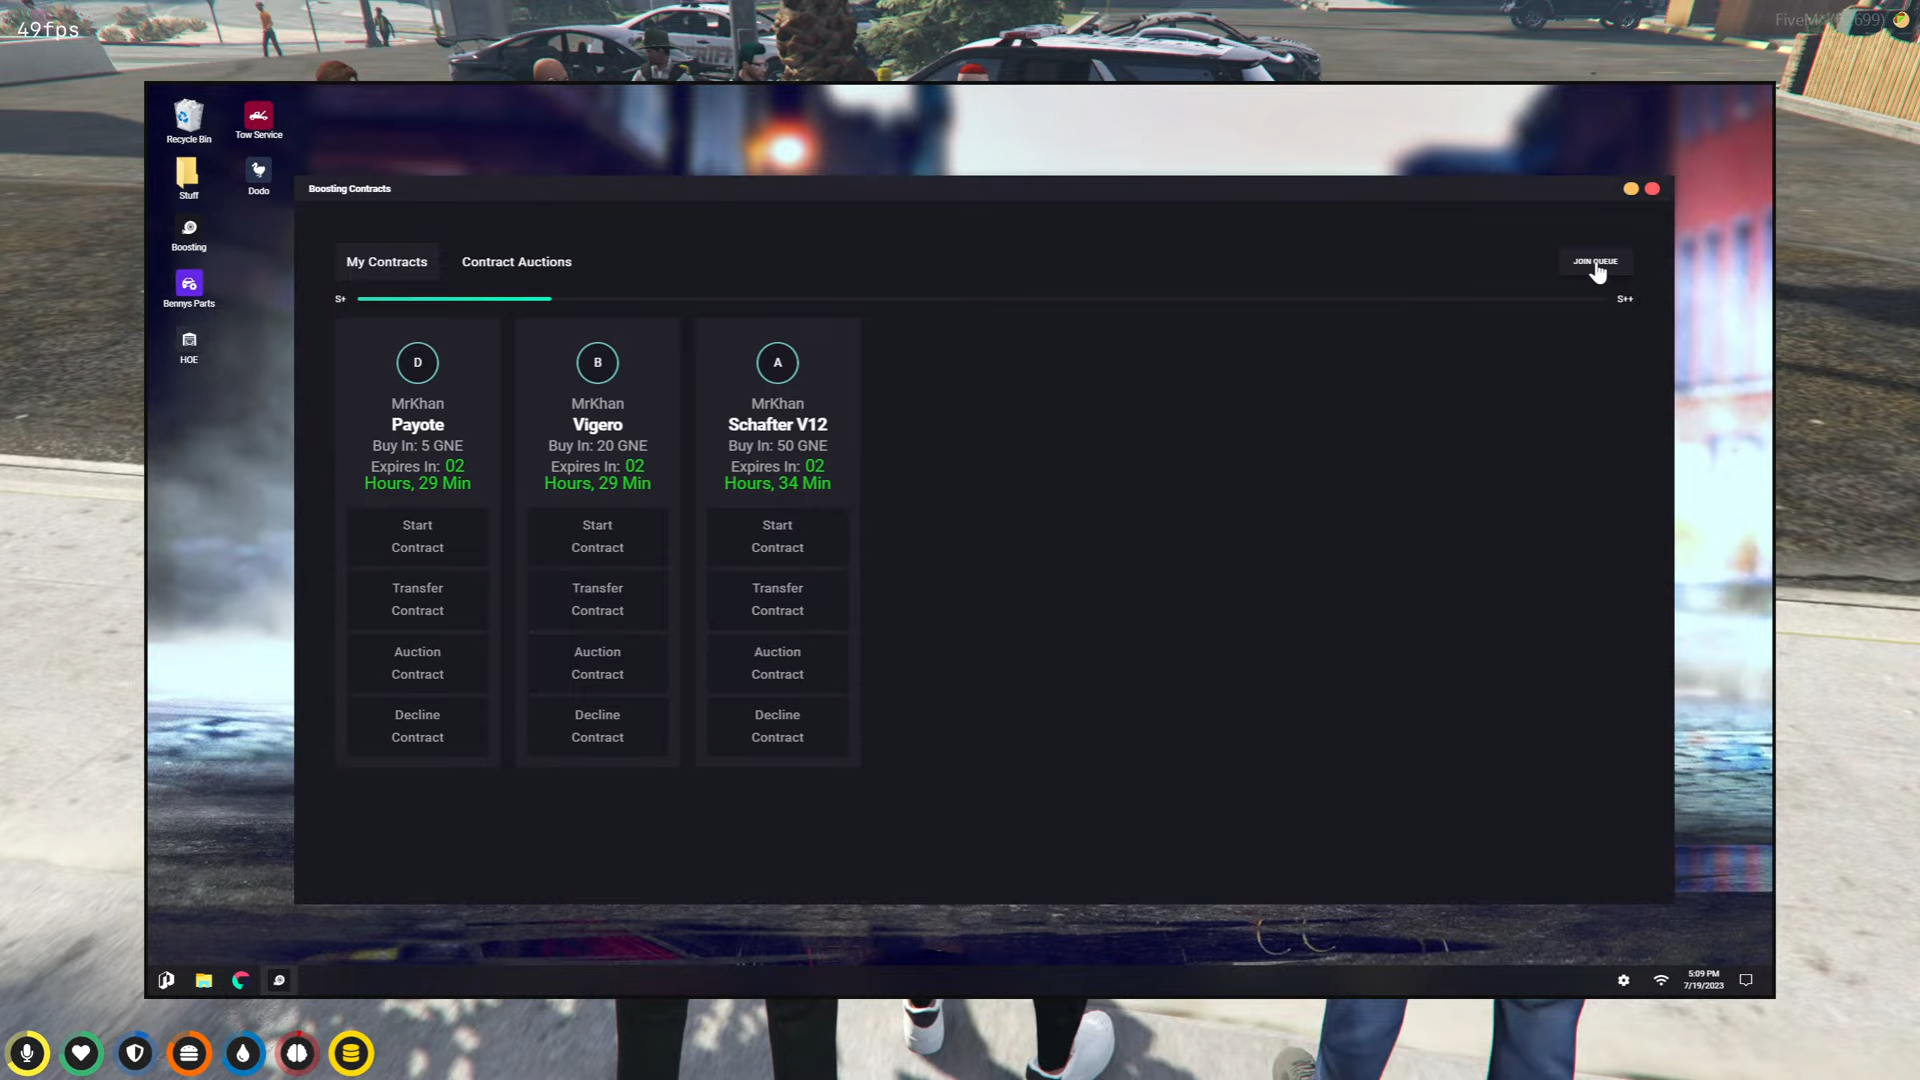 49fps
Recycle Bin
Tow Service
Stuff
Dodo
Boosting
Bennys Parts
HOE
Boosting Contracts
My Contracts
Contract Auctions
JOIN QUEUE
S+
S++
D
MrKhan
Payote
Buy In: 5 GNE
Expires In: 02
Hours, 29 Min
Start
Contract
Transfer
Contract
Auction
Contract
Decline
Contract
B
MrKhan
Vigero
Buy In: 20 GNE
Expires In: 02
Hours, 29 Min
Start
Contract
Transfer
Contract
Auction
Contract
Decline
Contract
A
MrKhan
Schafter V12
Buy In: 50 GNE
Expires In: 02
Hours, 34 Min
Start
Contract
Transfer
Contract
Auction
Contract
Decline
Contract
5:09 PM
7/19/2023